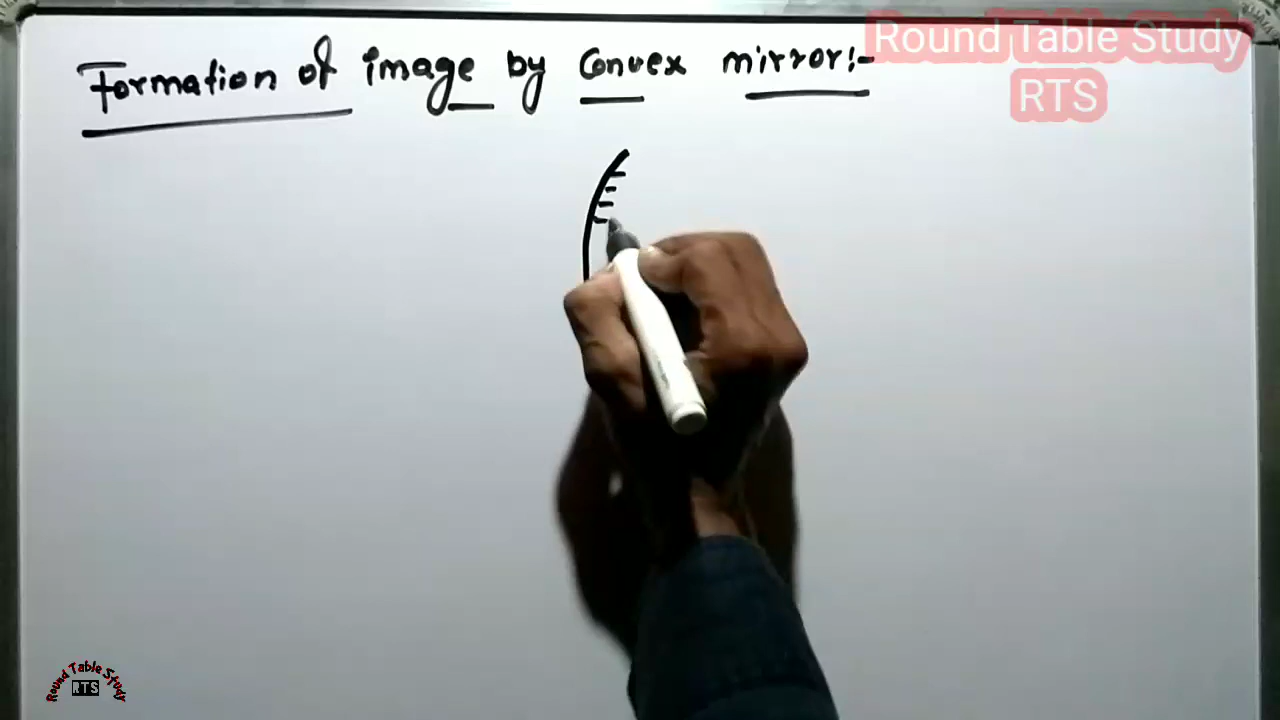 Formation of image by Convex mirror:-
Round Table Study
RTS
Round Table Study
RTS